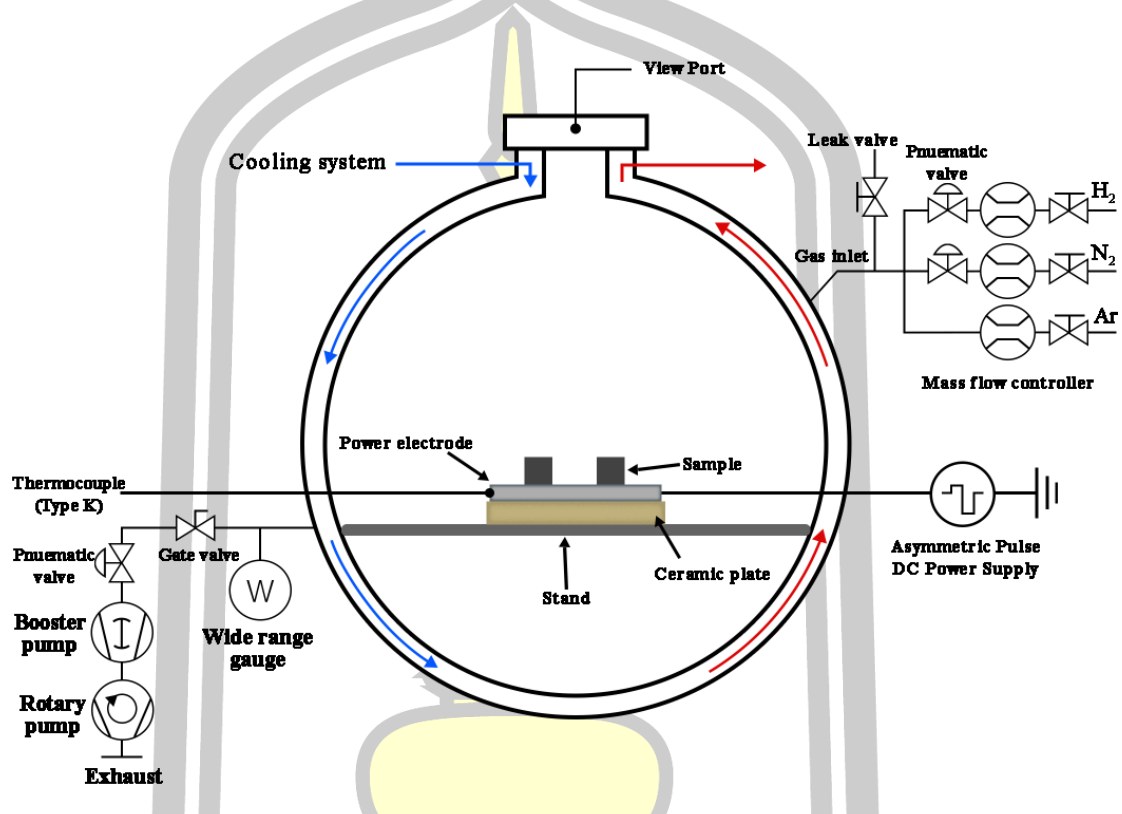 View Port
Cooling system
Leak valve
Pnuematic
valve
H2
Gas inlet
N2
Ar
Mass flow controller
Power electrode
Sample
Thermocouple
(Type K)
Gate valve
Pnuematic
valve
W
Ceramic plate
Stand
Asymmetric Pulse
DC Power Supply
Booster
pump
Wide range
gauge
Rotary
pump
Exhaust